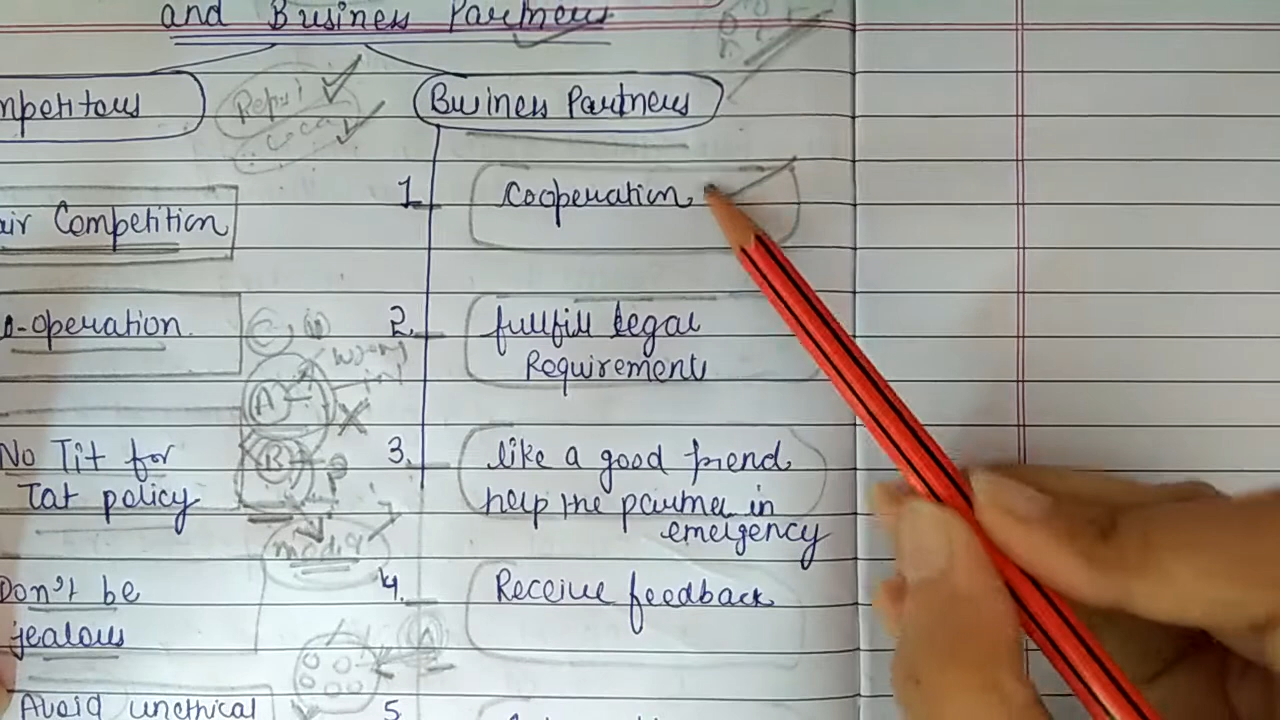 and Business Partners
mpetitors
Business Partners
1. Cooperation
air Competition
2. fullfill legal
Requirement
o-operation.
3. like a good friend
help the partner in
emergency
No Tit for
Tat policy
4. Receive feedback
Don't be
jealous
5.
Avoid unethical